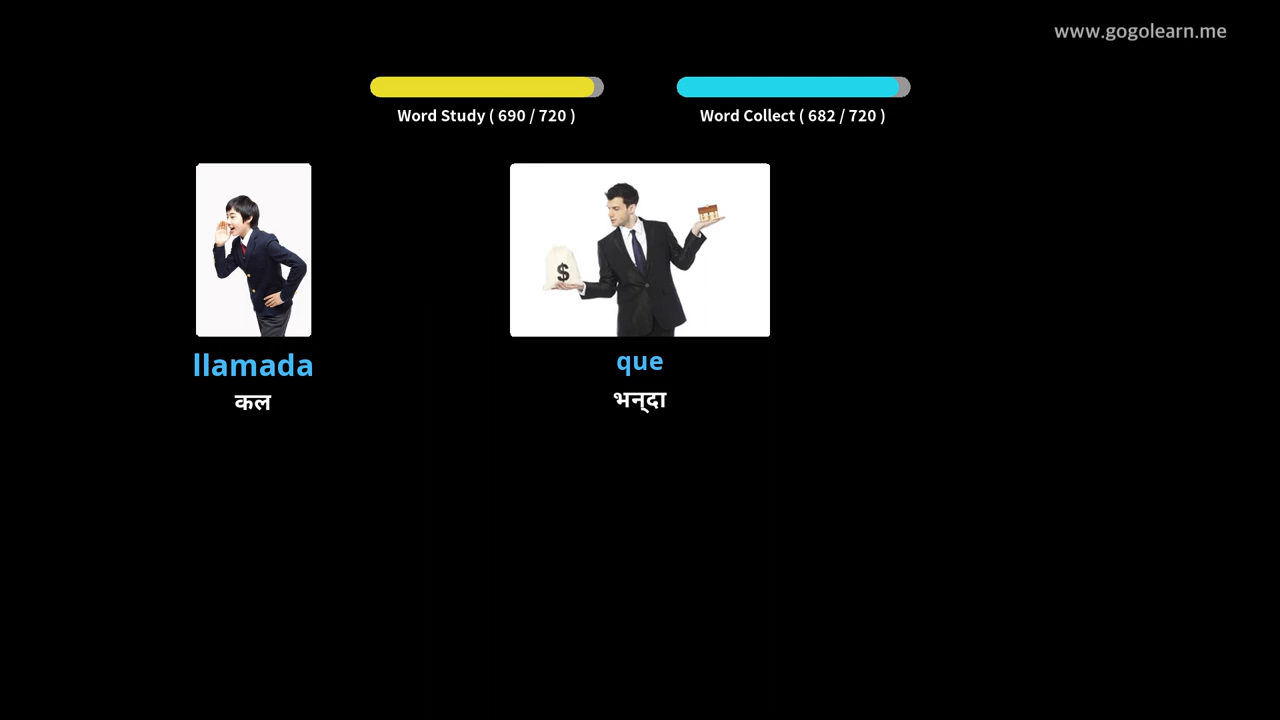 www.gogolearn.me
Word Study ( 690 / 720 )
Word Collect ( 682 / 720 )
$
llamada
que
कल
भन्‌दा